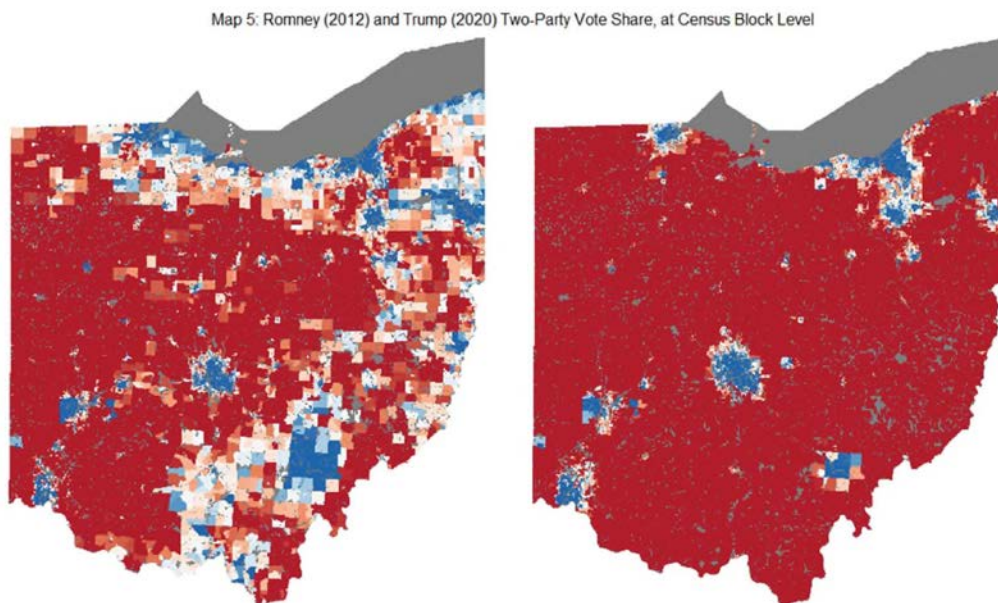 Map 5: Romney (2012) and Trump (2020) Two-Party Vote Share, at Census Block Level